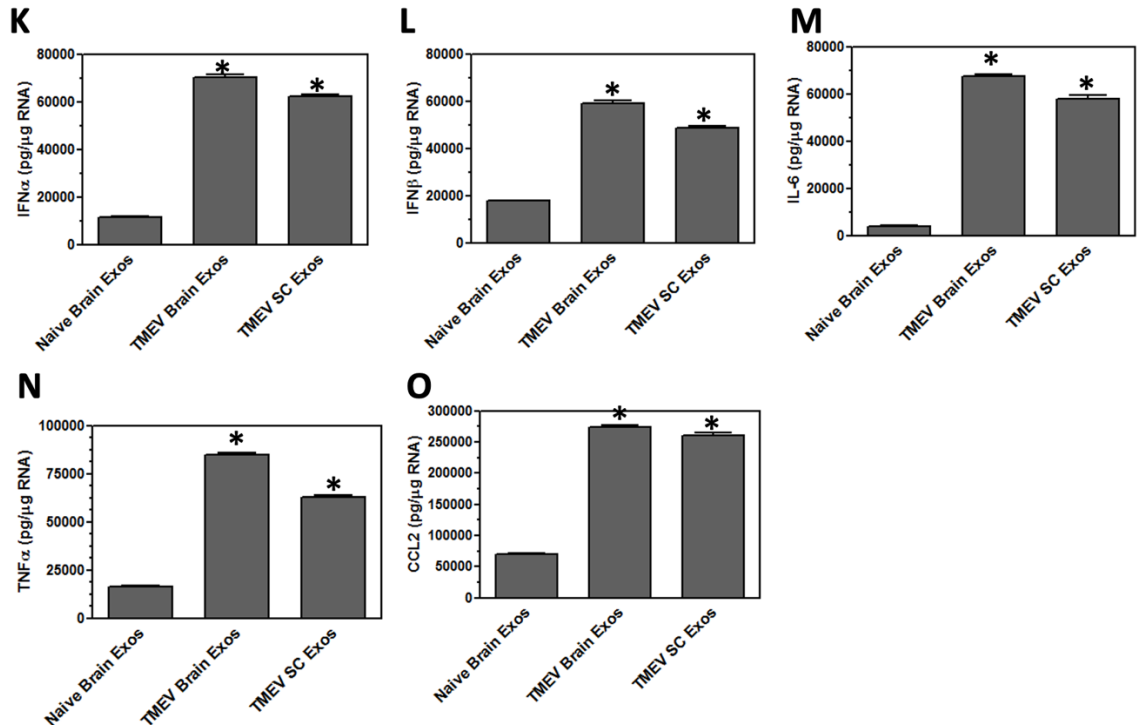 K
IFNα (pg/μg RNA)
80000
60000
40000
20000
0
*
*
Naive Brain Exos
TMEV Brain Exos
TMEV SC Exos
L
IFNβ (pg/μg RNA)
80000
60000
40000
20000
0
*
*
Naive Brain Exos
TMEV Brain Exos
TMEV SC Exos
M
IL-6 (pg/μg RNA)
80000
60000
40000
20000
0
*
*
Naive Brain Exos
TMEV Brain Exos
TMEV SC Exos
N
TNFα (pg/μg RNA)
100000
75000
50000
25000
0
*
*
Naive Brain Exos
TMEV Brain Exos
TMEV SC Exos
O
CCL2 (pg/μg RNA)
300000
250000
200000
150000
100000
50000
0
*
*
Naive Brain Exos
TMEV Brain Exos
TMEV SC Exos